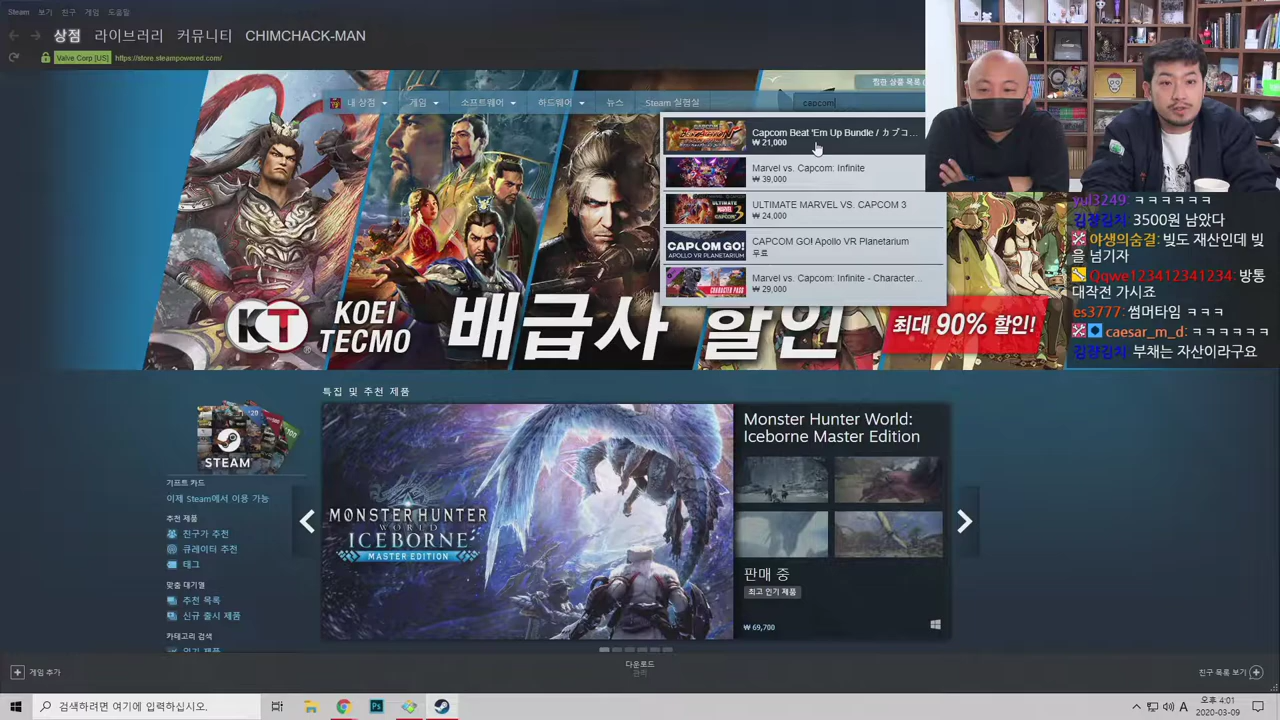 Steam 보기 친구 게임 도움말
상점 라이브러리 커뮤니티 CHIMCHACK-MAN
Valve Corp [US] https://store.steampowered.com/
내 상점 게임 소프트웨어 하드웨어 뉴스 Steam 실험실 capcom
Capcom Beat 'Em Up Bundle / カプコ...
₩ 21,000
Marvel vs. Capcom: Infinite
₩ 39,000
ULTIMATE MARVEL VS. CAPCOM 3
₩ 24,000
CAPCOM GO!
APOLLO VR PLANETARIUM
CAPCOM GO! Apollo VR Planetarium
무료
Marvel vs. Capcom: Infinite - Character...
₩ 29,000
KT KOEI TECMO 배급사 할인
최대 90% 할인!
yul3249: ㅋㅋㅋㅋㅋㅋ
김장김치: 3500원 남았다
야생의숨결: 빚도 재산인데 빚
을 넘기자
Qqwe123412341234: 방통
대작전 가시죠
es3777: 썸머타임 ㅋㅋㅋ
caesar_m_d: ㅋㅋㅋㅋㅋㅋ
김장김치: 부채는 자산이라구요
특집 및 추천 제품
STEAM
기프트 카드
이제 Steam에서 이용 가능
추천 제품
친구가 추천
큐레이터 추천
태그
맞춤 대기열
추천 목록
신규 출시 제품
카테고리 검색
MONSTER HUNTER
WORLD
ICEBORNE
MASTER EDITION
Monster Hunter World:
Iceborne Master Edition
판매 중
최고 인기 제품
₩ 69,700
게임 추가
다운로드
관리
친구 목록 보기
검색하려면 여기에 입력하십시오.
A
오후 4:01
2020-03-09